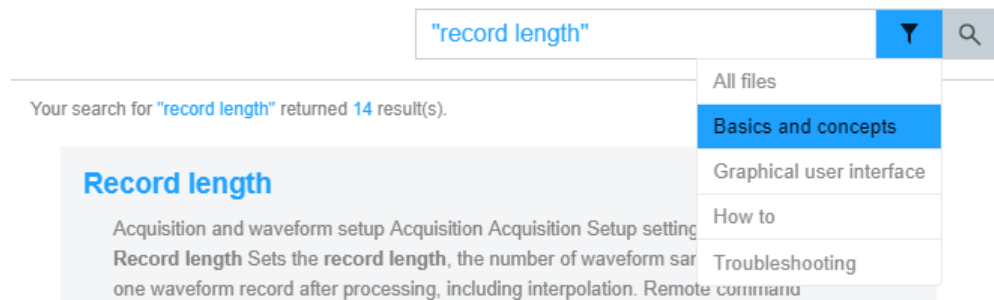 "record length"
All files
Basics and concepts
Graphical user interface
How to
Troubleshooting
Your search for "record length" returned 14 result(s).
Record length
Acquisition and waveform setup Acquisition Acquisition Setup setting
Record length Sets the record length, the number of waveform
one waveform record after processing, including interpolation. Remote command